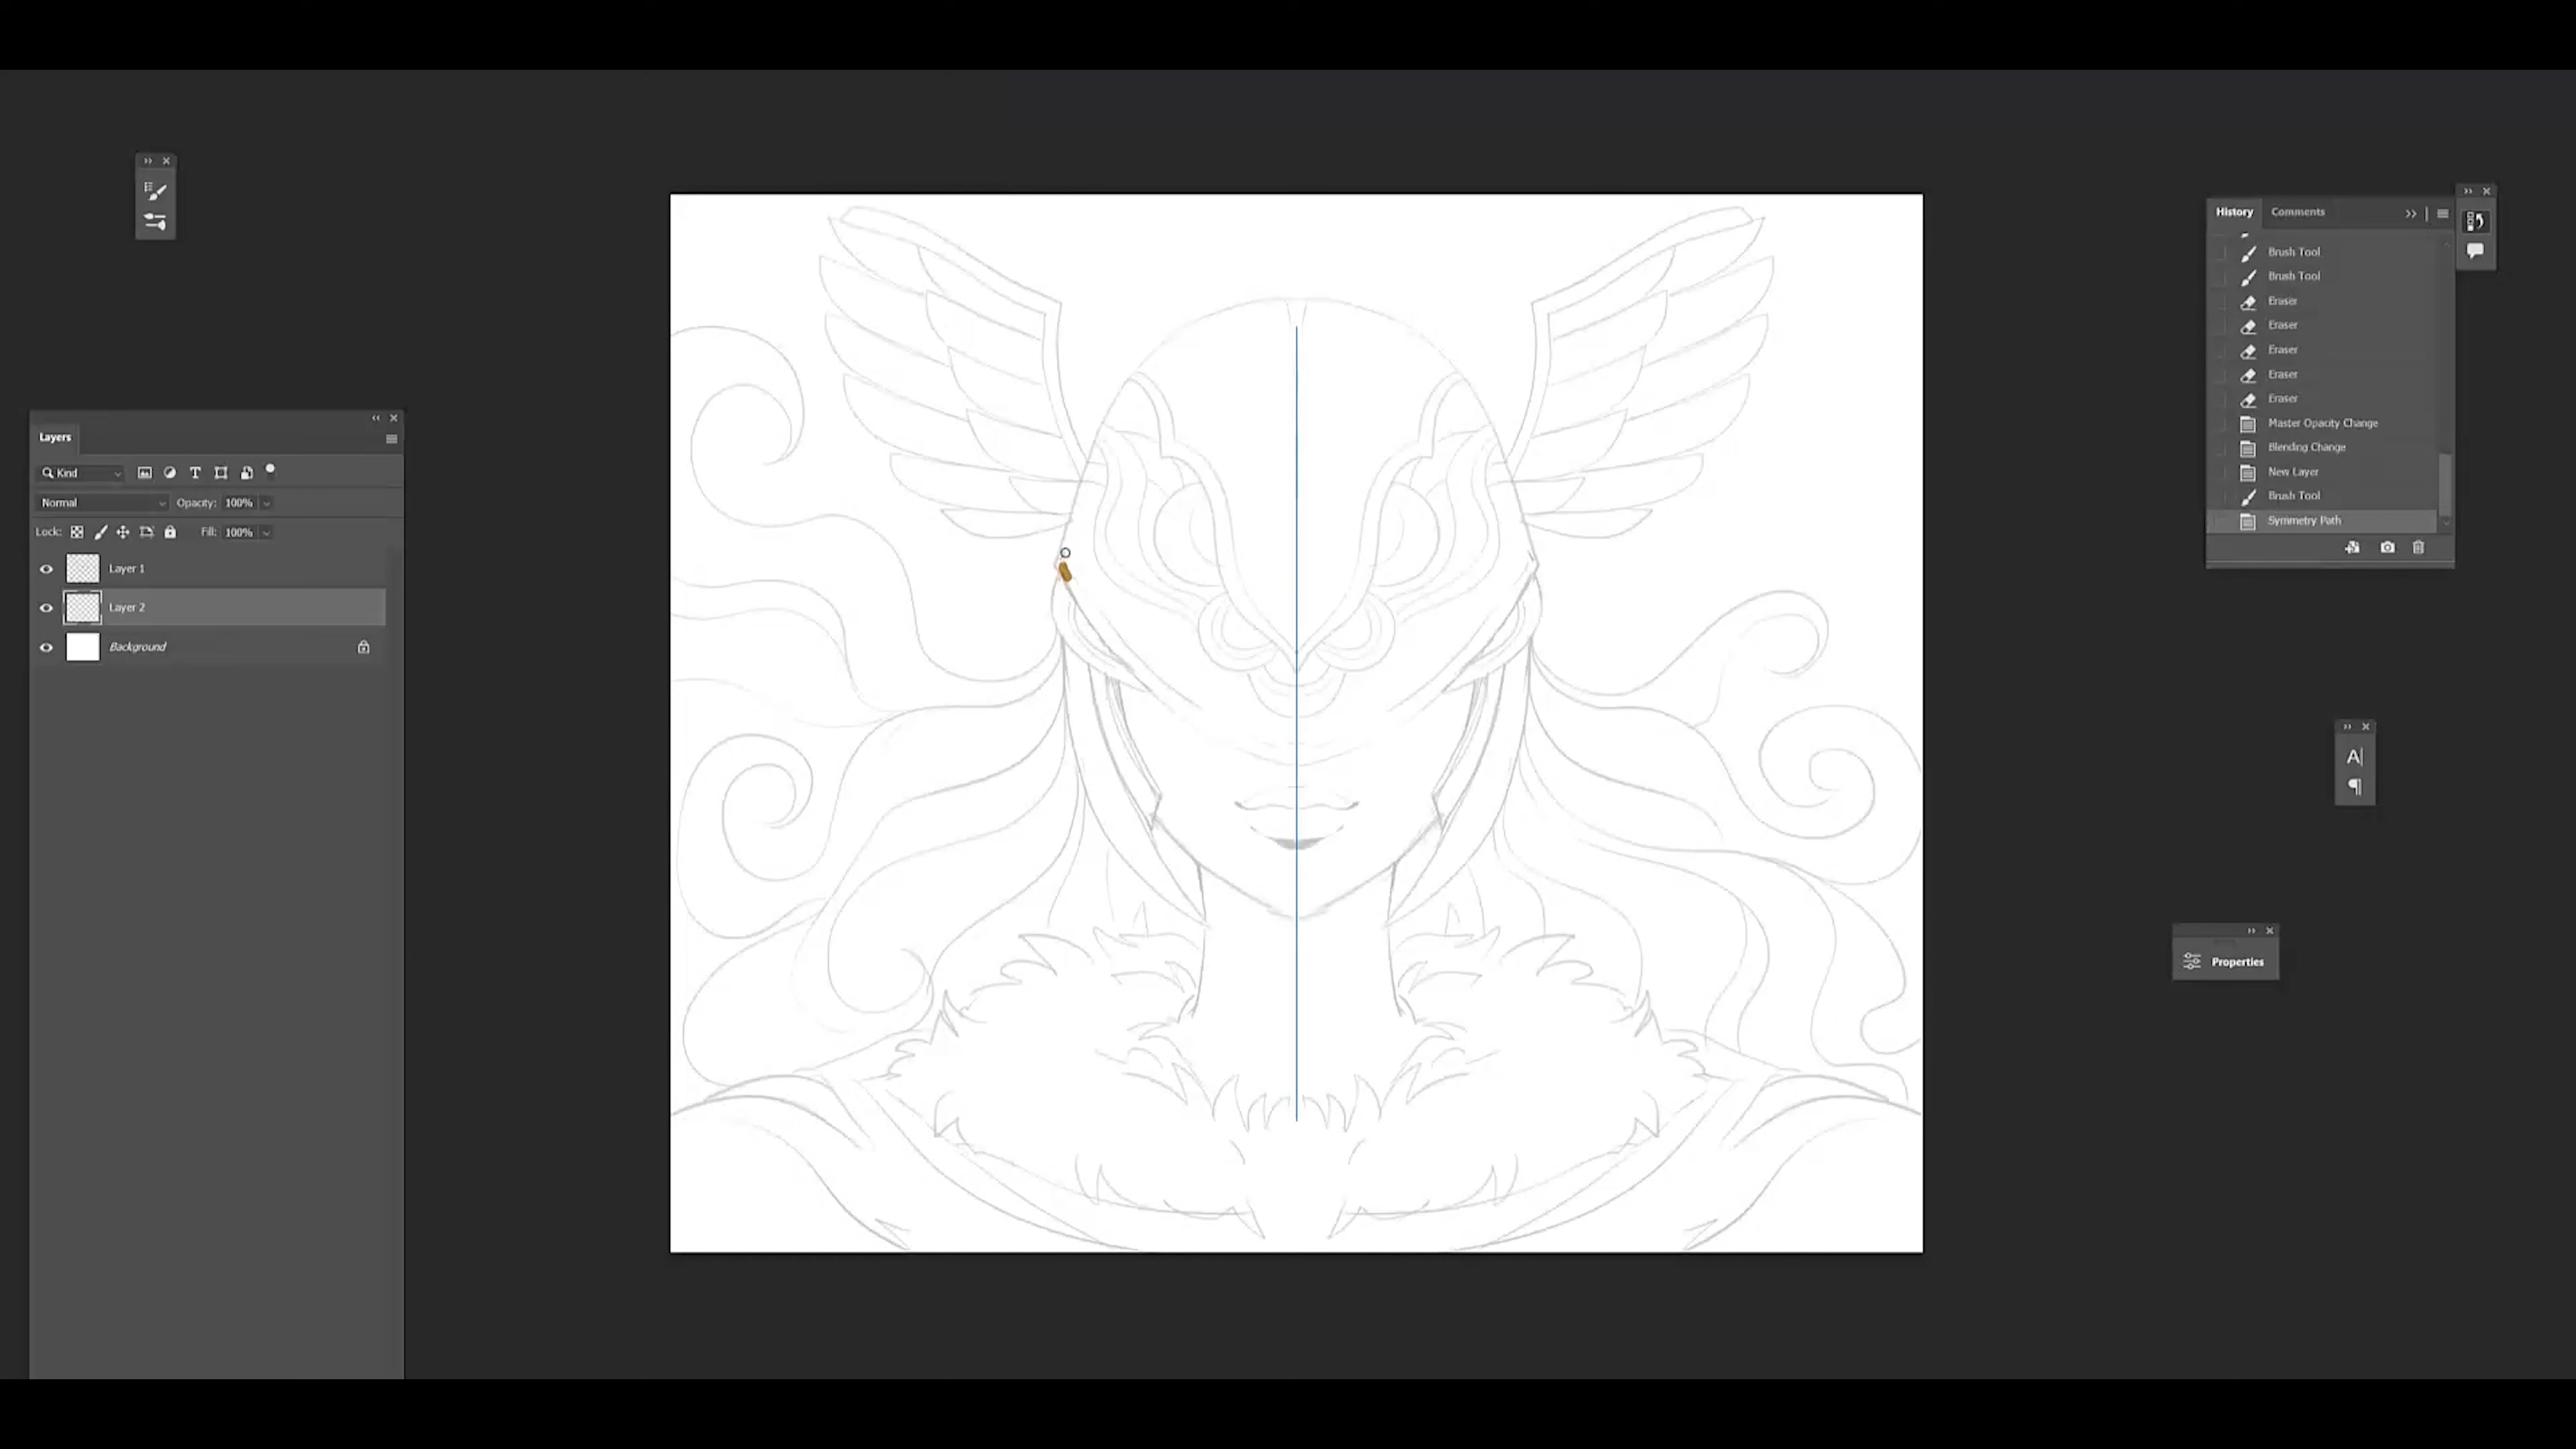 Layers
Kind
Normal Opacity: 100%
Lock: Fill: 100%
Layer 1
Layer 2
Background
History Comments
Brush Tool
Brush Tool
Eraser
Eraser
Eraser
Eraser
Eraser
Master Opacity Change
Blending Change
New Layer
Brush Tool
Symmetry Path
A
Properties